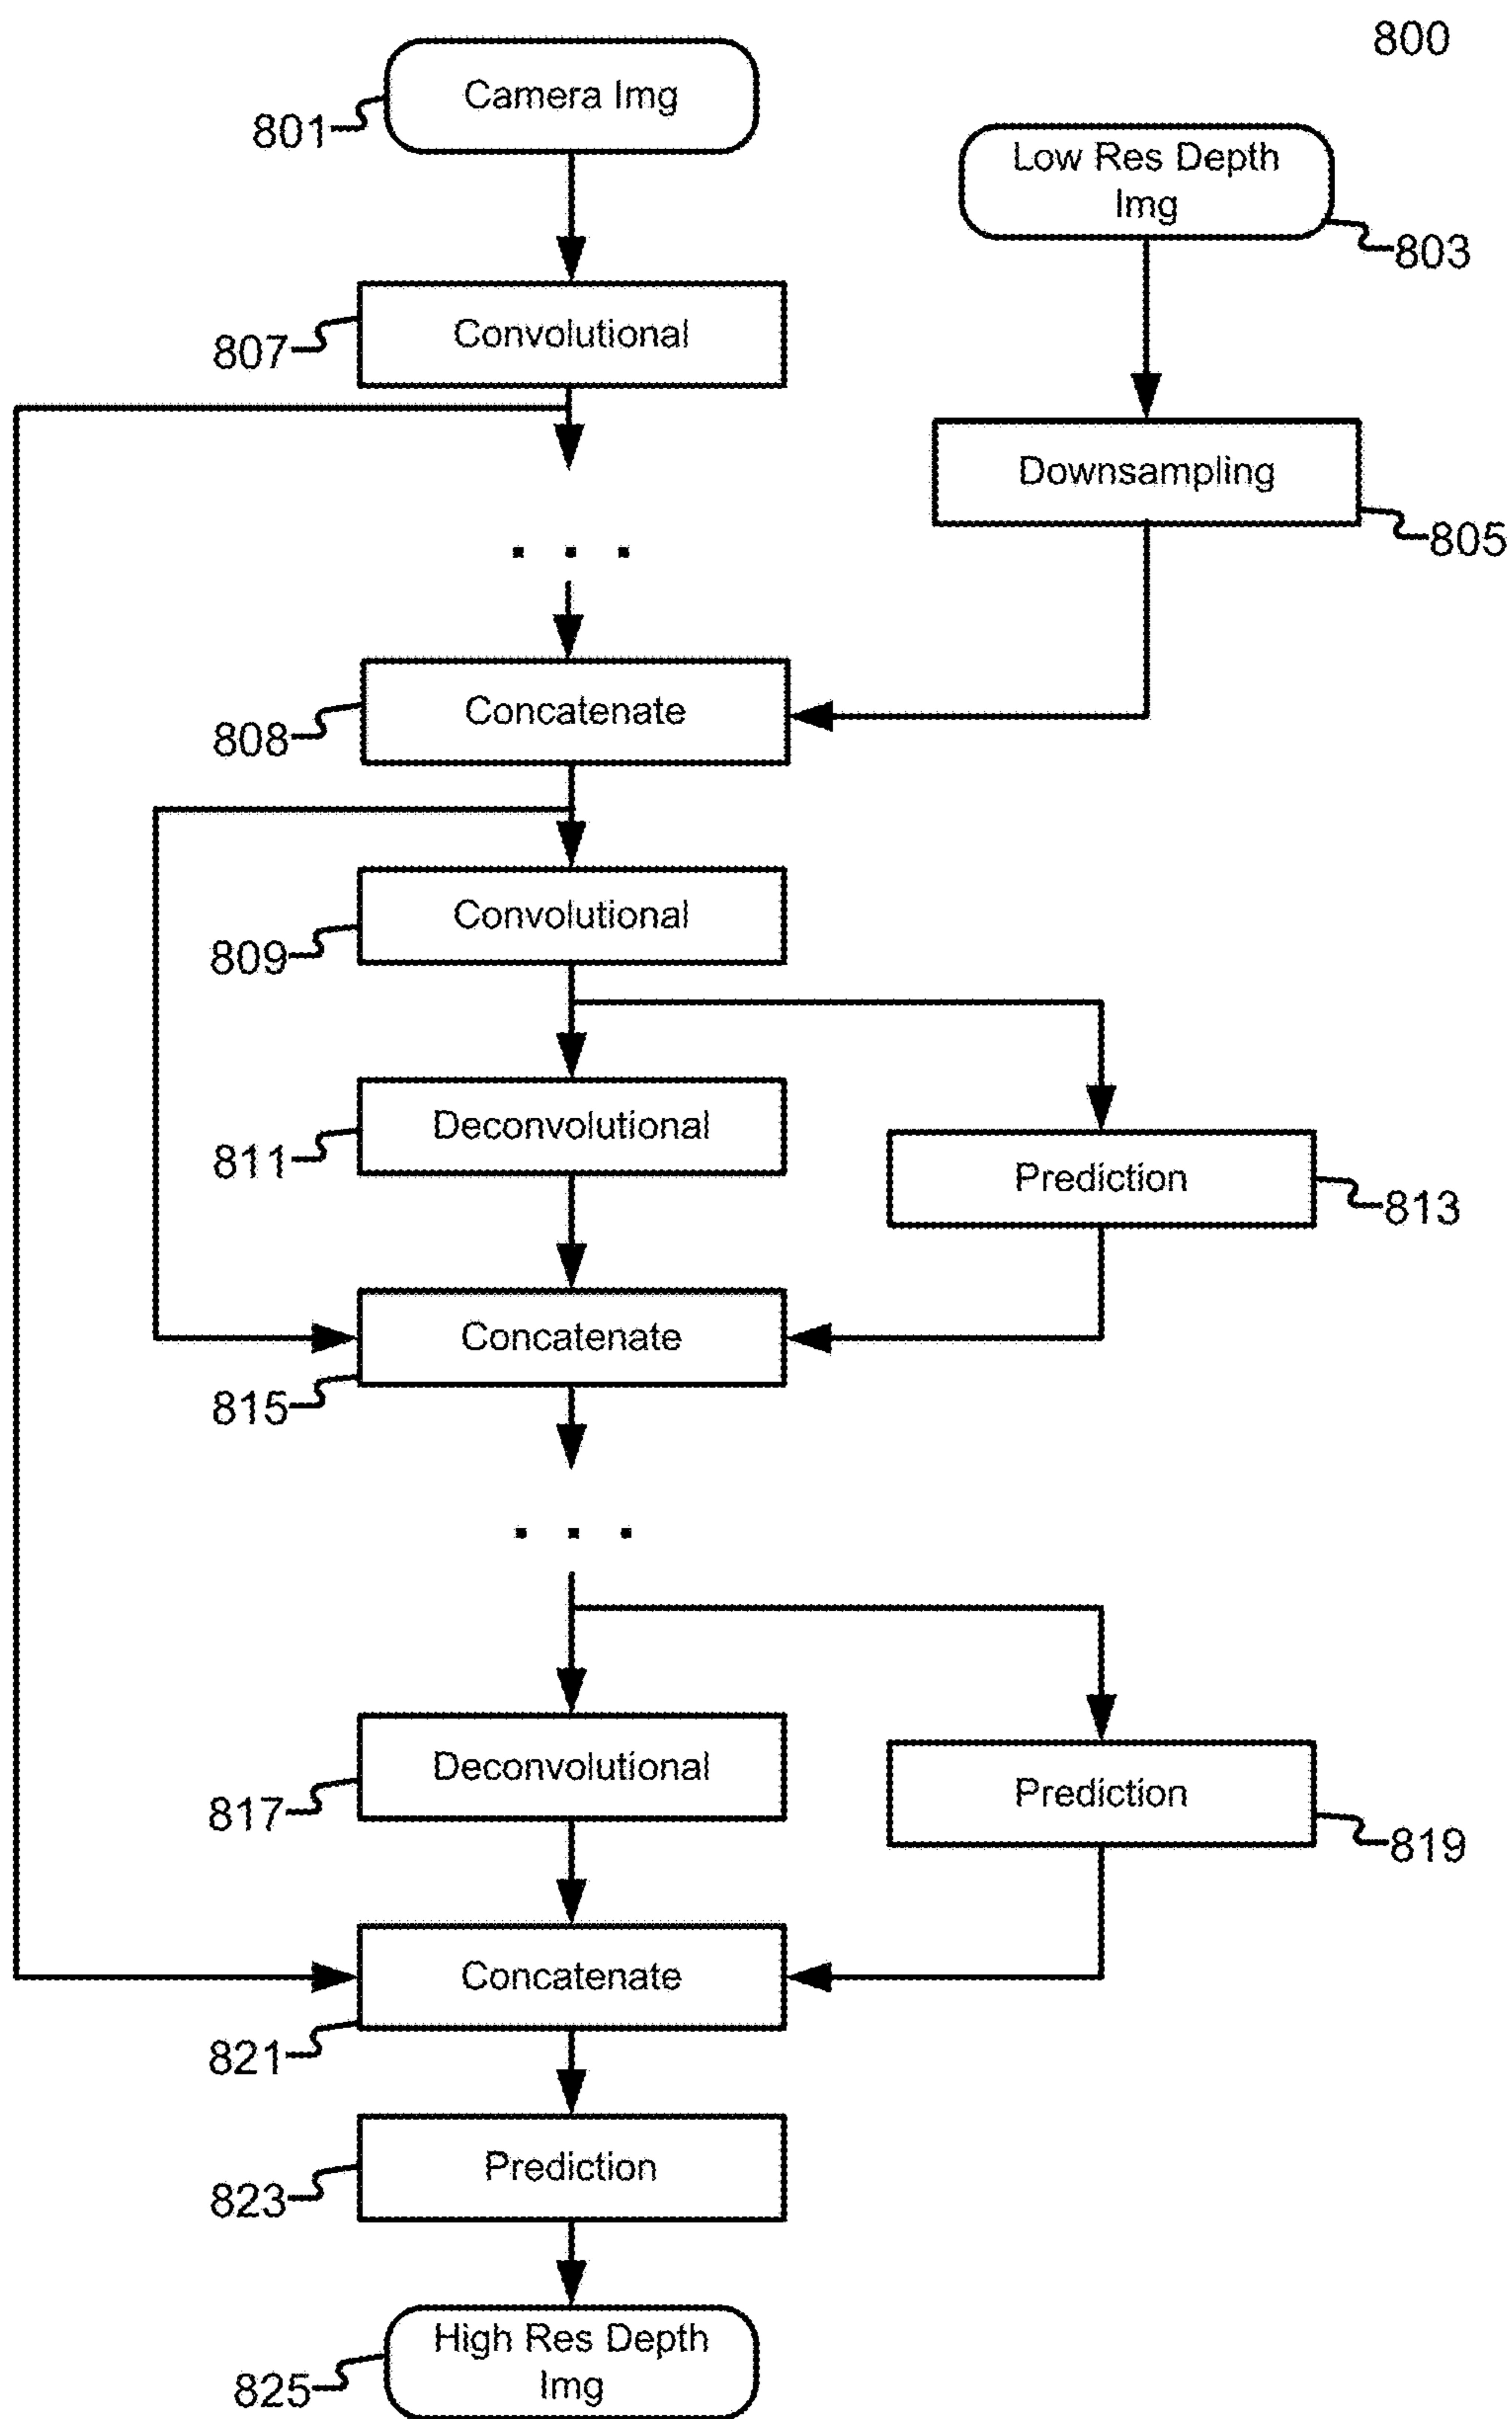 800
Camera Img
801
Low Res Depth
Img
803
Convolutional
807
Downsampling
805
. . .
Concatenate
808
Convolutional
809
Deconvolutional
811
Prediction
813
Concatenate
815
. . .
Deconvolutional
817
Prediction
819
Concatenate
821
Prediction
823
High Res Depth
Img
825